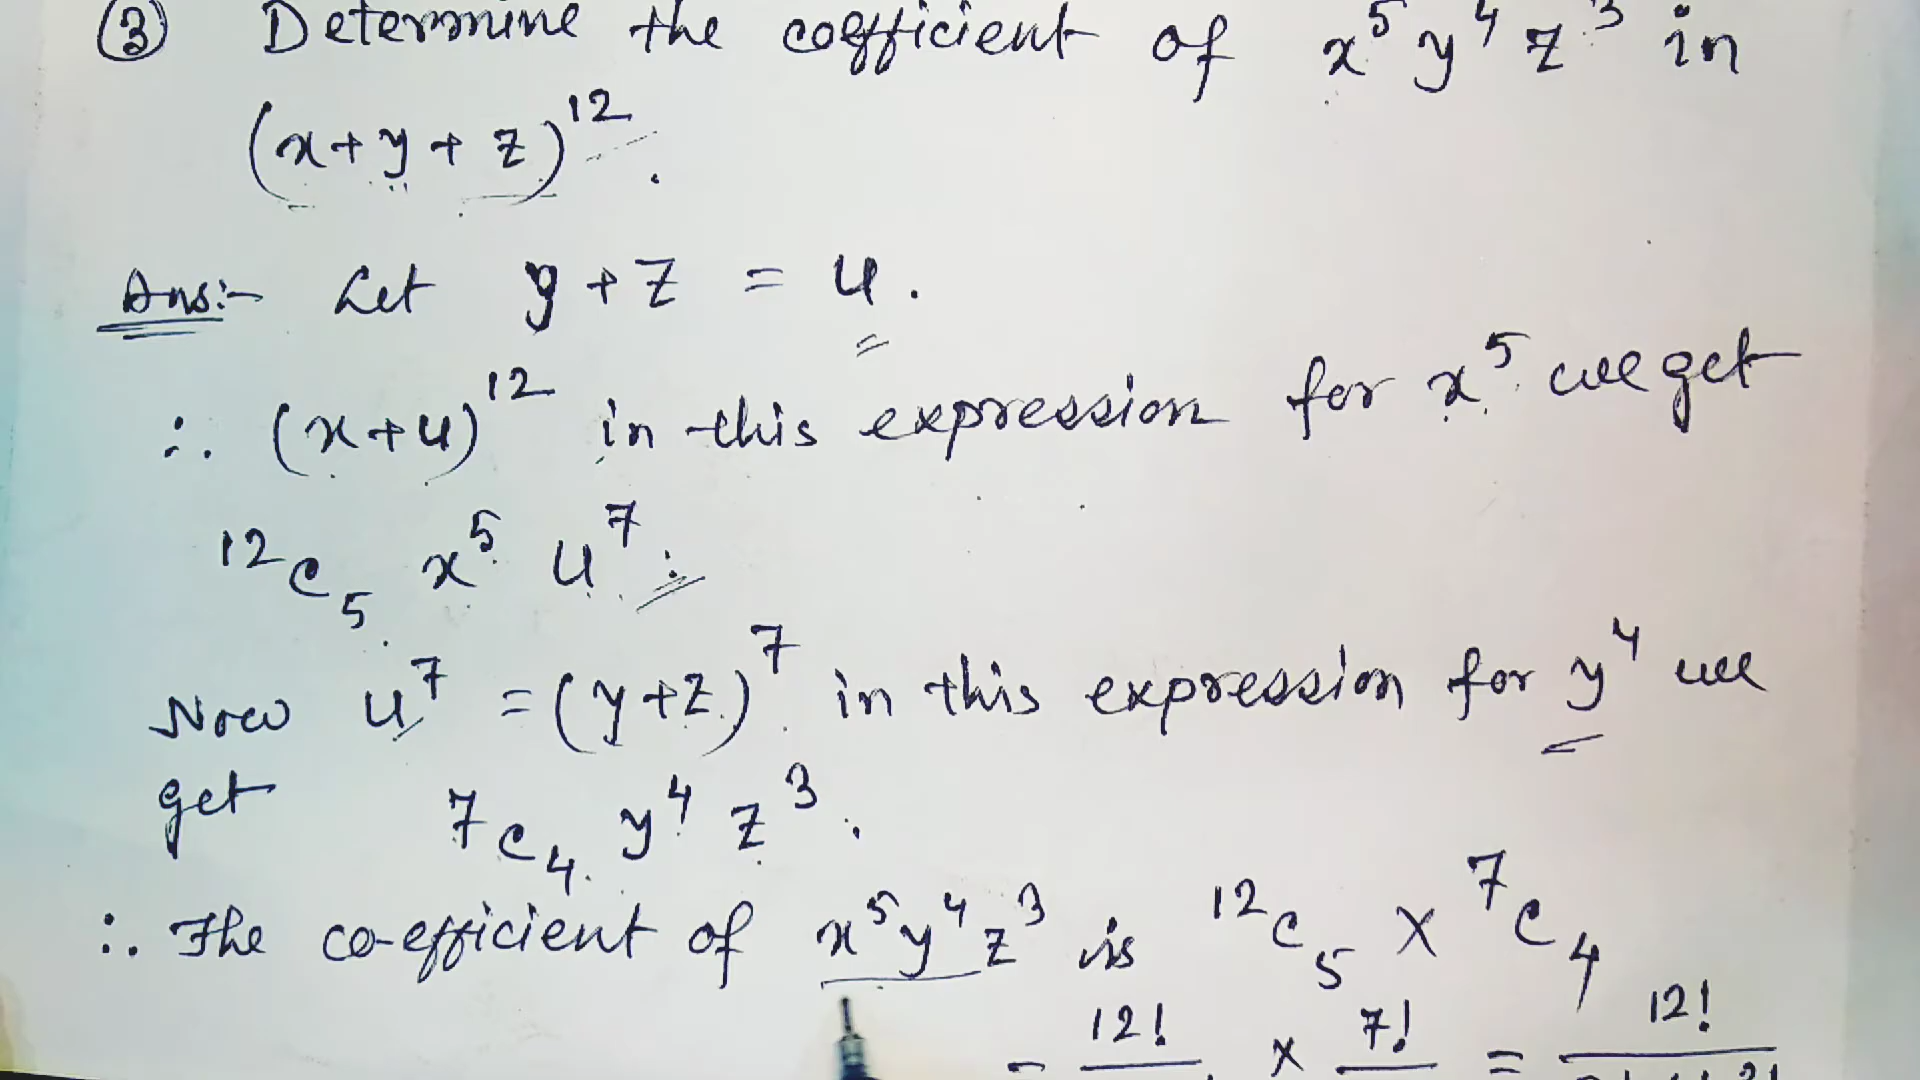 ③ Determine the coefficient of x⁵ y⁴ z³ in
(x+y+z)¹².
Ans:- Let y+z = u.
∴ (x+u)¹² in this expression for x⁵ we get
¹²C₅ x⁵ u⁷.
Now u⁷ = (y+z)⁷ in this expression for y⁴ we
get ⁷C₄ y⁴ z³.
∴ The co-efficient of x⁵y⁴z³ is ¹²C₅ × ⁷C₄
= 12! × 7! = 12!